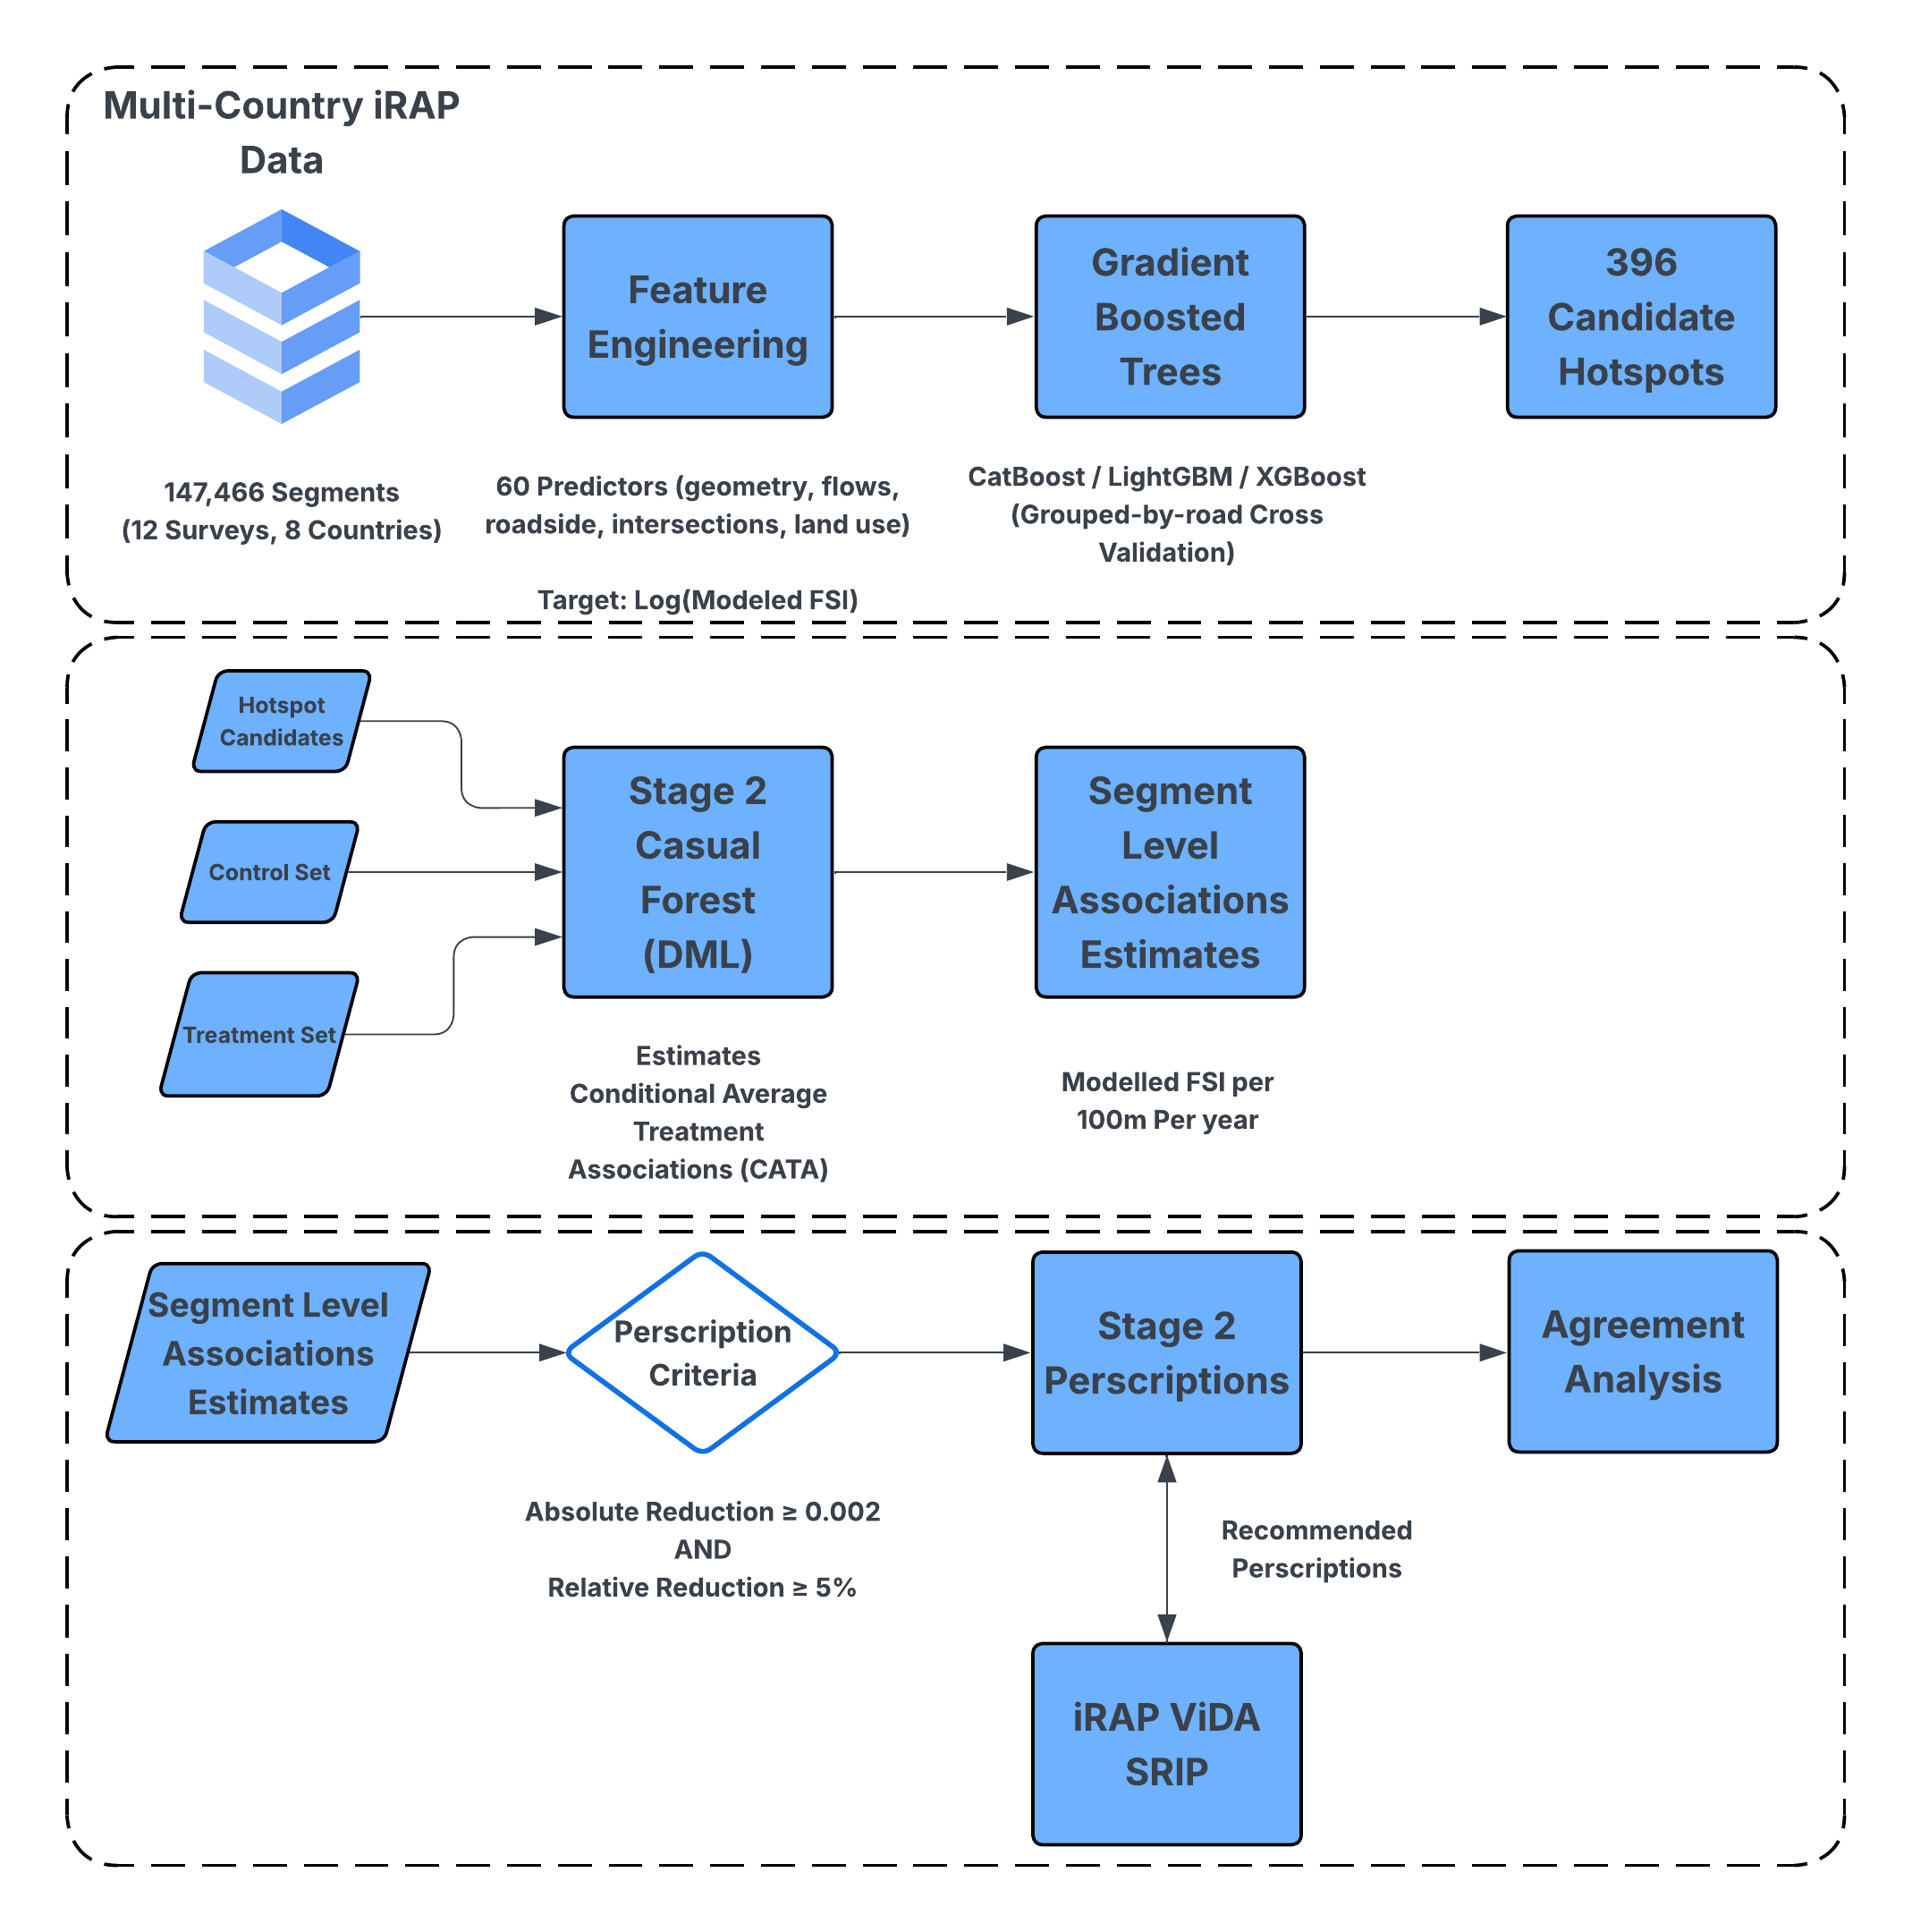 Multi-Country iRAP
Data
Feature
Engineering
Gradient
Boosted
Trees
396
Candidate
Hotspots
147,466 Segments
(12 Surveys, 8 Countries)
60 Predictors (geometry, flows,
roadside, intersections, land use)
Target: Log(Modeled FSI)
CatBoost / LightGBM / XGBoost
(Grouped-by-road Cross
Validation)
Hotspot
Candidates
Control Set
Treatment Set
Stage 2
Casual
Forest
(DML)
Segment
Level
Associations
Estimates
Estimates
Conditional Average
Treatment
Associations (CATA)
Modelled FSI per
100m Per year
Segment Level
Associations
Estimates
Perscription
Criteria
Stage 2
Perscriptions
Agreement
Analysis
Absolute Reduction ≥ 0.002
AND
Relative Reduction ≥ 5%
Recommended
Perscriptions
iRAP ViDA
SRIP